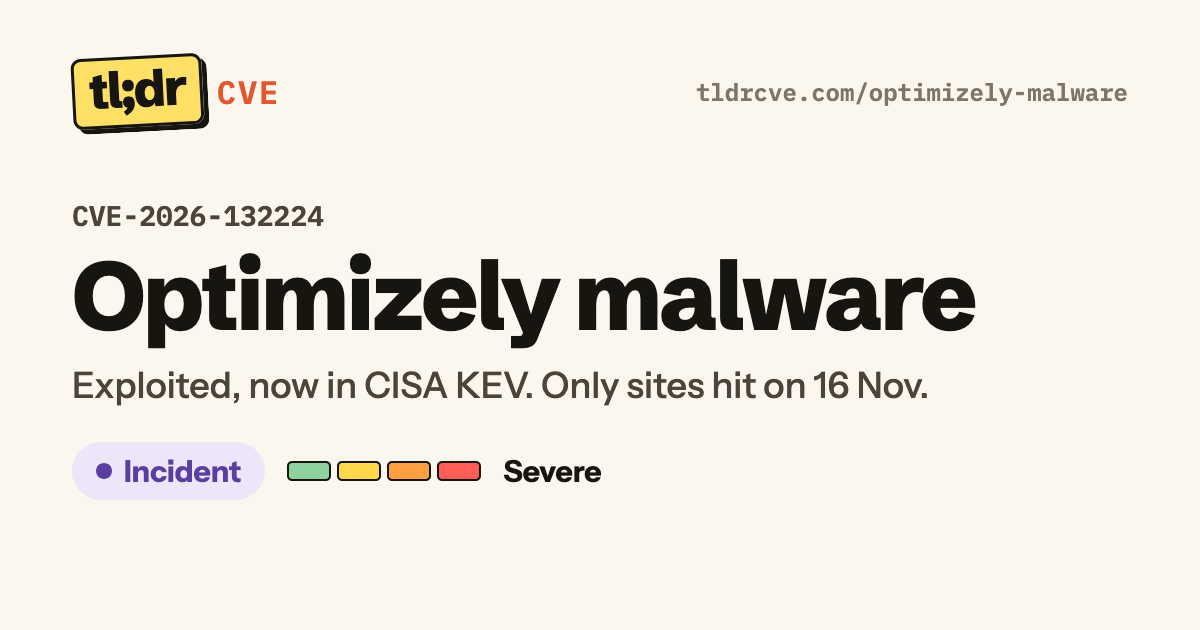 tl;dr CVE
tldrcve.com/optimizely-malware
CVE-2026-132224
Optimizely malware
Exploited, now in CISA KEV. Only sites hit on 16 Nov.
Incident
Severe